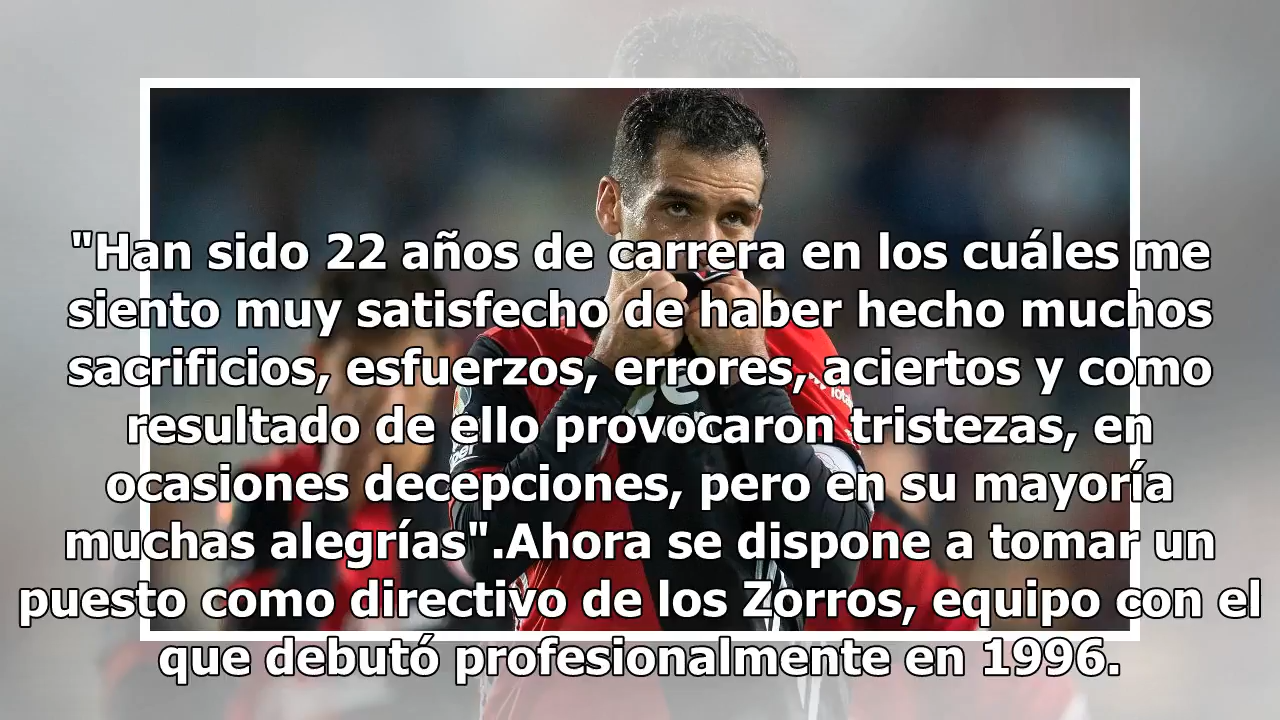 "Han sido 22 años de carrera en los cuáles me
siento muy satisfecho de haber hecho muchos
sacrificios, esfuerzos, errores, aciertos y como
resultado de ello provocaron tristezas, en
ocasiones decepciones, pero en su mayoría
muchas alegrías".Ahora se dispone a tomar un
puesto como directivo de los Zorros, equipo con el
que debutó profesionalmente en 1996.